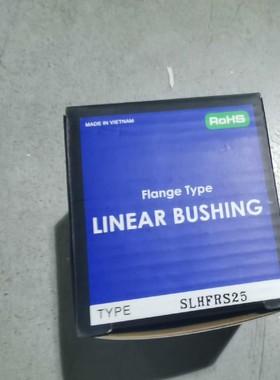 MADE IN VIETNAM
RoHS
Flange Type
LINEAR BUSHING
TYPE SLHFRS25